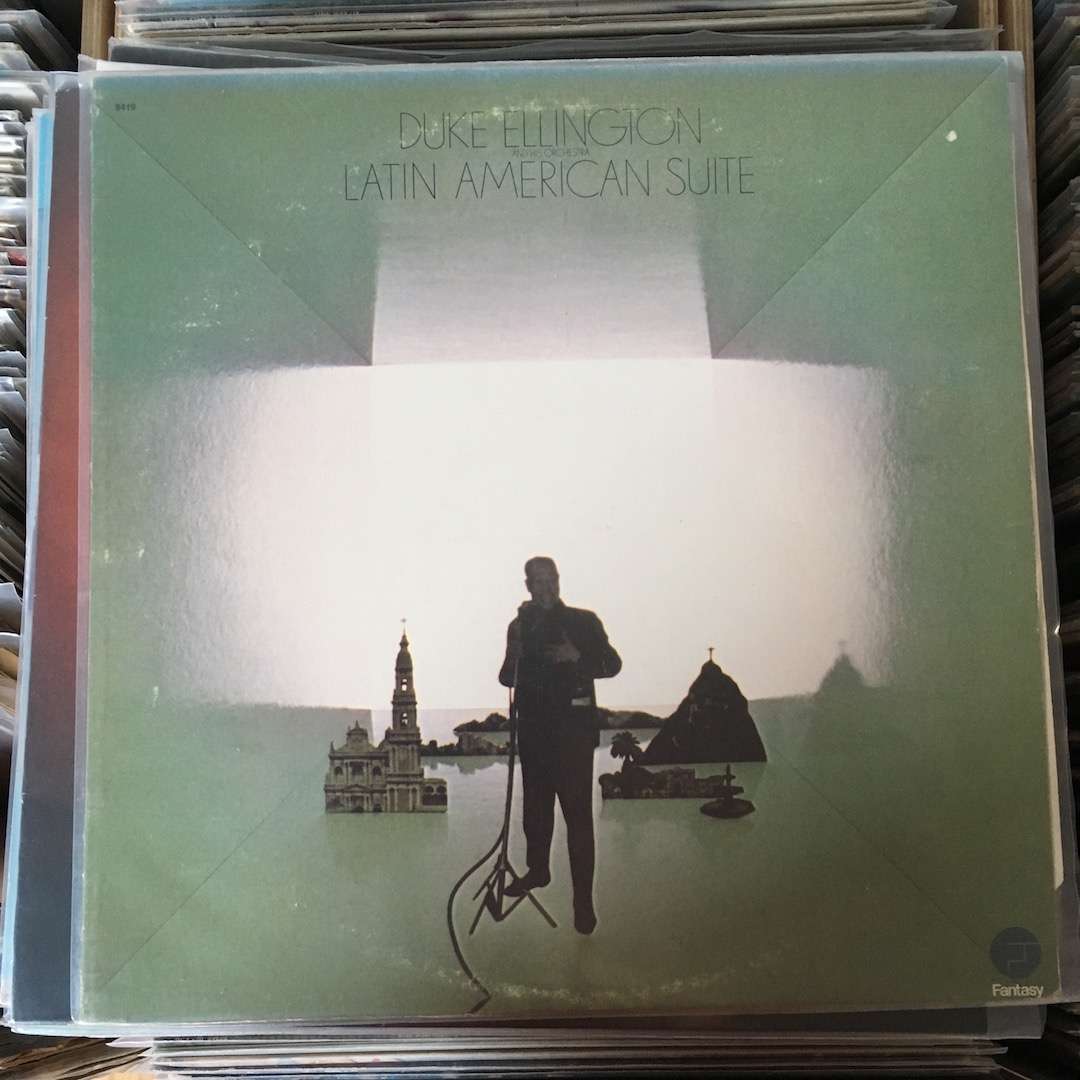 8419
DUKE ELLINGTON
AND HIS ORCHESTRA
LATIN AMERICAN SUITE
Fantasy